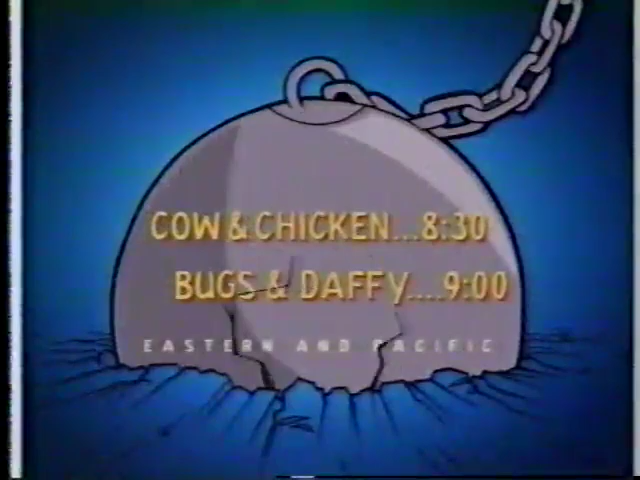 COW & CHICKEN...8:30
BUGS & DAFFY....9:00
EASTERN AND PACIFIC